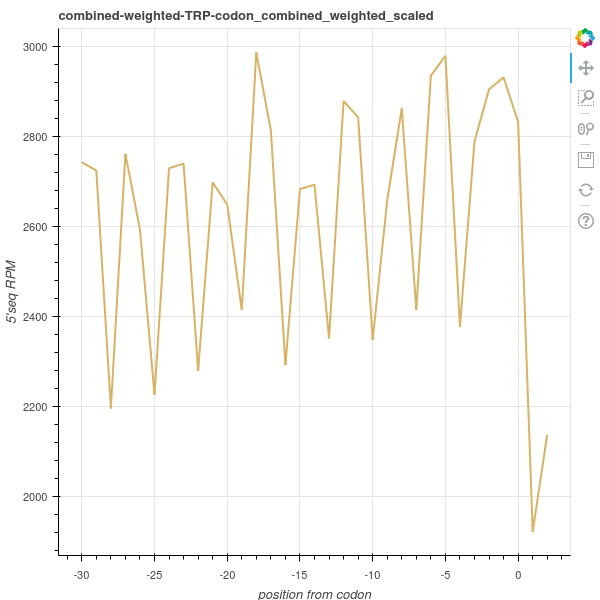 combined-weighted-TRP-codon_combined_weighted_scaled
3000
2800
2600
2400
2200
2000
5'seq RPM
-30 -25 -20 -15 -10 -5 0
position from codon